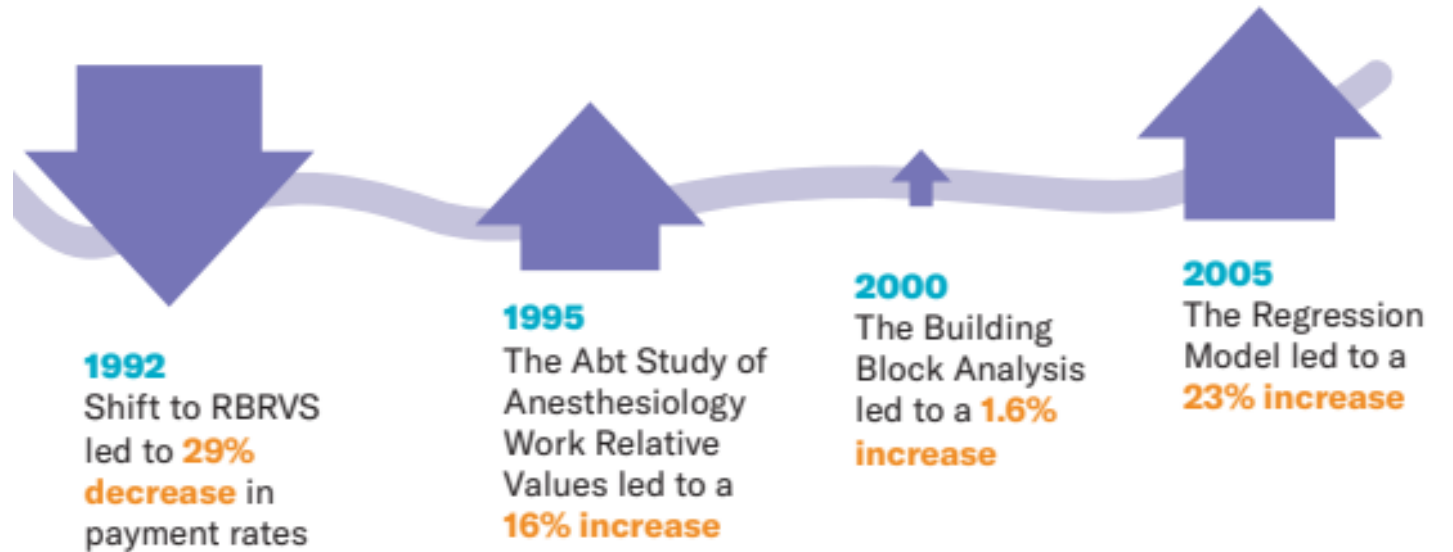 1992
Shift to RBRVS
led to 29%
decrease in
payment rates
1995
The Abt Study of
Anesthesiology
Work Relative
Values led to a
16% increase
2000
The Building
Block Analysis
led to a 1.6%
increase
2005
The Regression
Model led to a
23% increase